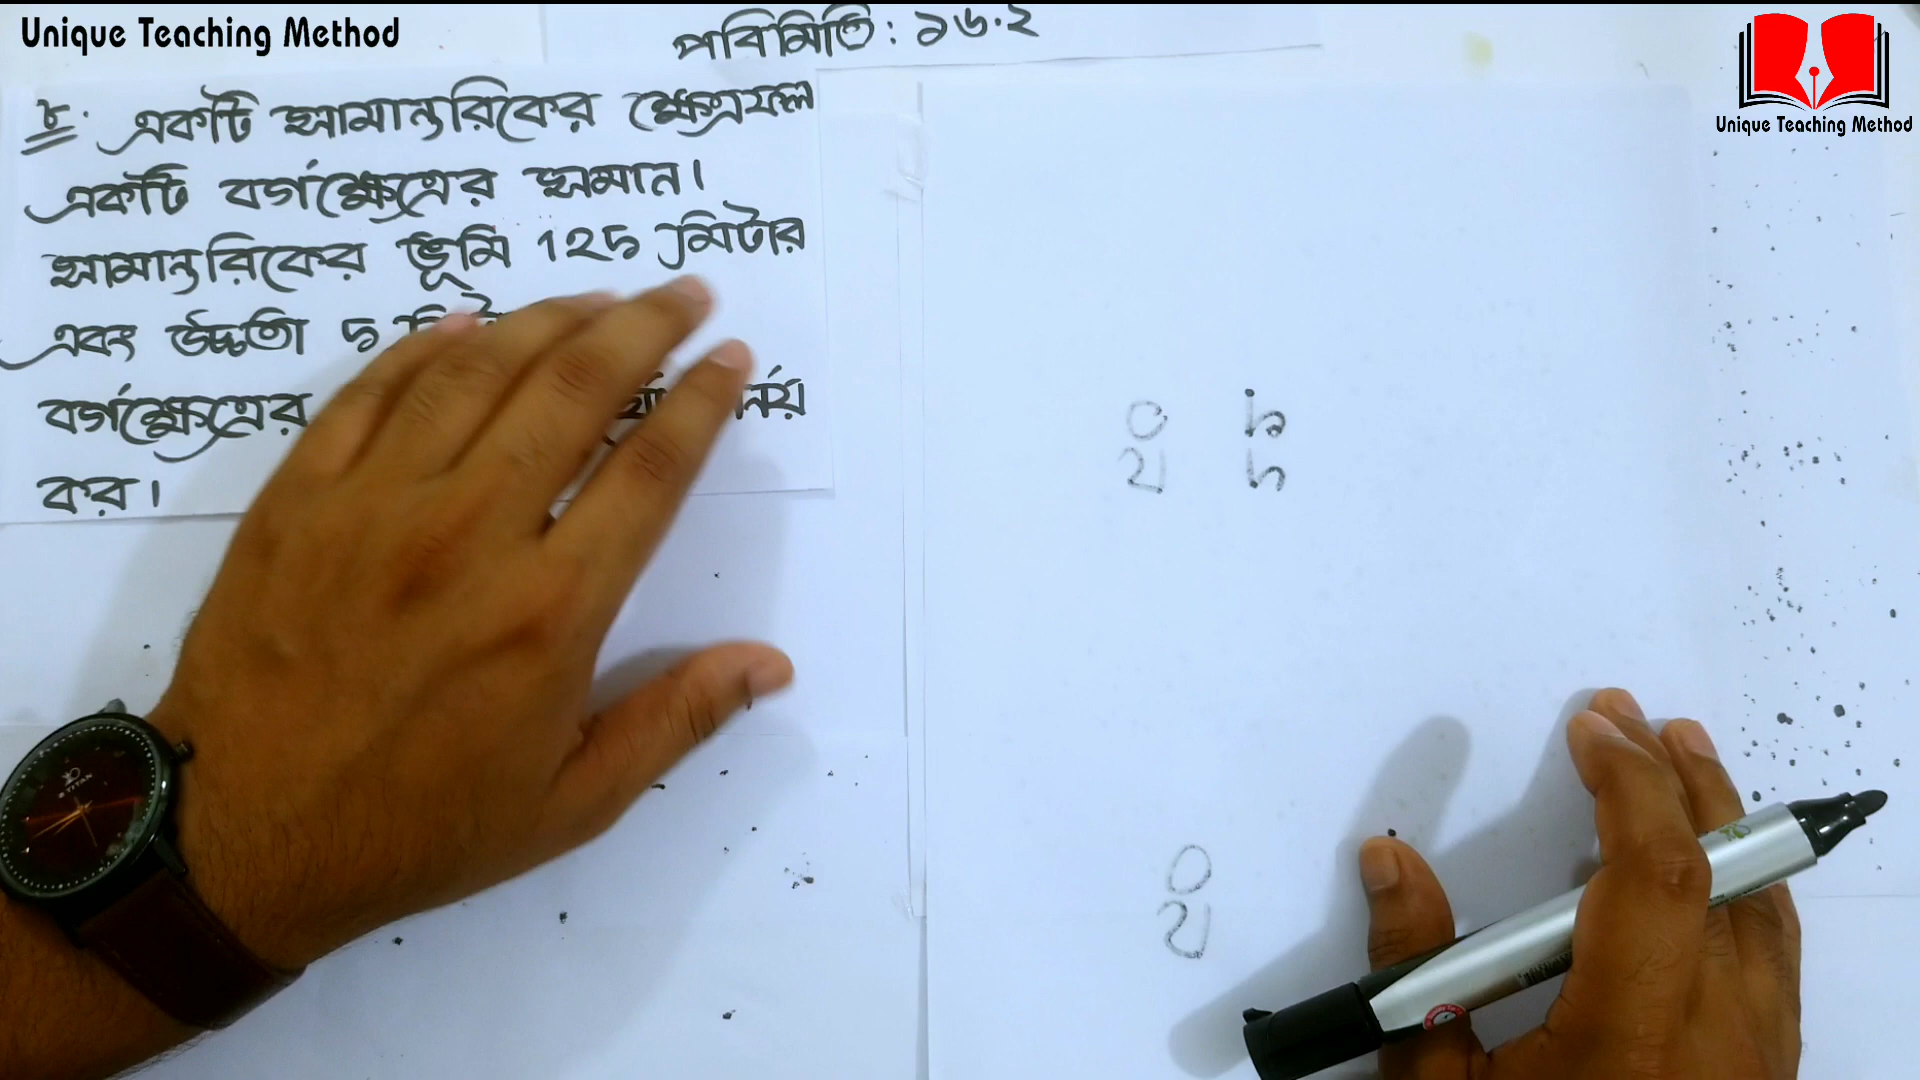 Unique Teaching Method
পরিমিতি: ১৬.২
Unique Teaching Method
৮. একটি সামান্তরিকের ক্ষেত্রফল
একটি বর্গক্ষেত্রের সমান।
সামান্তরিকের ভূমি 125 মিটার
এবং উচ্চতা 5
বর্গক্ষেত্রের
কর।